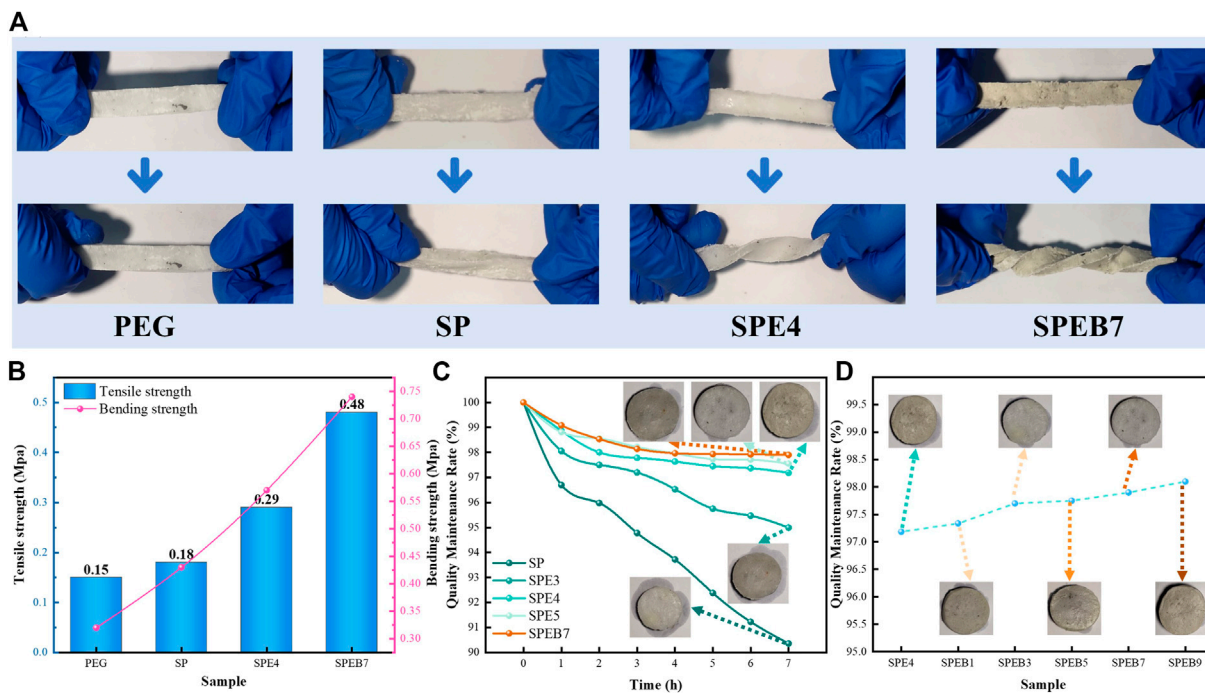 A
PEG
SP
SPE4
SPEB7
B
Tensile strength
Bending strength
0.15
0.18
0.29
0.48
0.5
0.4
0.3
0.2
0.1
0.0
Tensile strength (Mpa)
0.75
0.70
0.65
0.60
0.55
0.50
0.45
0.40
0.35
0.30
Bending strength (Mpa)
PEG SP SPE4 SPEB7
Sample
C
Quality Maintenance Rate (%)
100
99
98
97
96
95
94
93
92
91
90
SP
SPE3
SPE4
SPE5
SPEB7
0 1 2 3 4 5 6 7
Time (h)
D
Quality Maintenance Rate (%)
99.5
99.0
98.5
98.0
97.5
97.0
96.5
96.0
95.5
95.0
SPE4 SPEB1 SPEB3 SPEB5 SPEB7 SPEB9
Sample